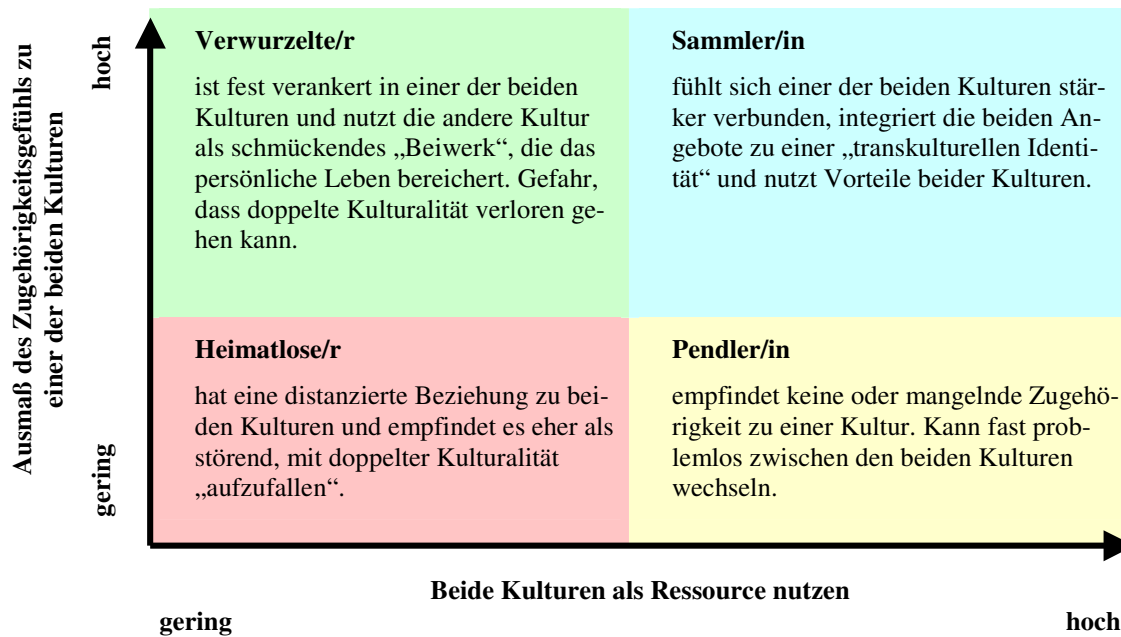 Ausmaß des Zugehörigkeitsgefühls zu
einer der beiden Kulturen
hoch
gering
Verwurzelte/r
ist fest verankert in einer der beiden
Kulturen und nutzt die andere Kultur
als schmückendes „Beiwerk“, die das
persönliche Leben bereichert. Gefahr,
dass doppelte Kulturalität verloren ge-
hen kann.
Sammler/in
fühlt sich einer der beiden Kulturen stär-
ker verbunden, integriert die beiden An-
gebote zu einer „transkulturellen Identi-
tät“ und nutzt Vorteile beider Kulturen.
Heimatlose/r
hat eine distanzierte Beziehung zu bei-
den Kulturen und empfindet es eher als
störend, mit doppelter Kulturalität
„aufzufallen“.
Pendler/in
empfindet keine oder mangelnde Zugehö-
rigkeit zu einer Kultur. Kann fast prob-
lemlos zwischen den beiden Kulturen
wechseln.
Beide Kulturen als Ressource nutzen
gering
hoch